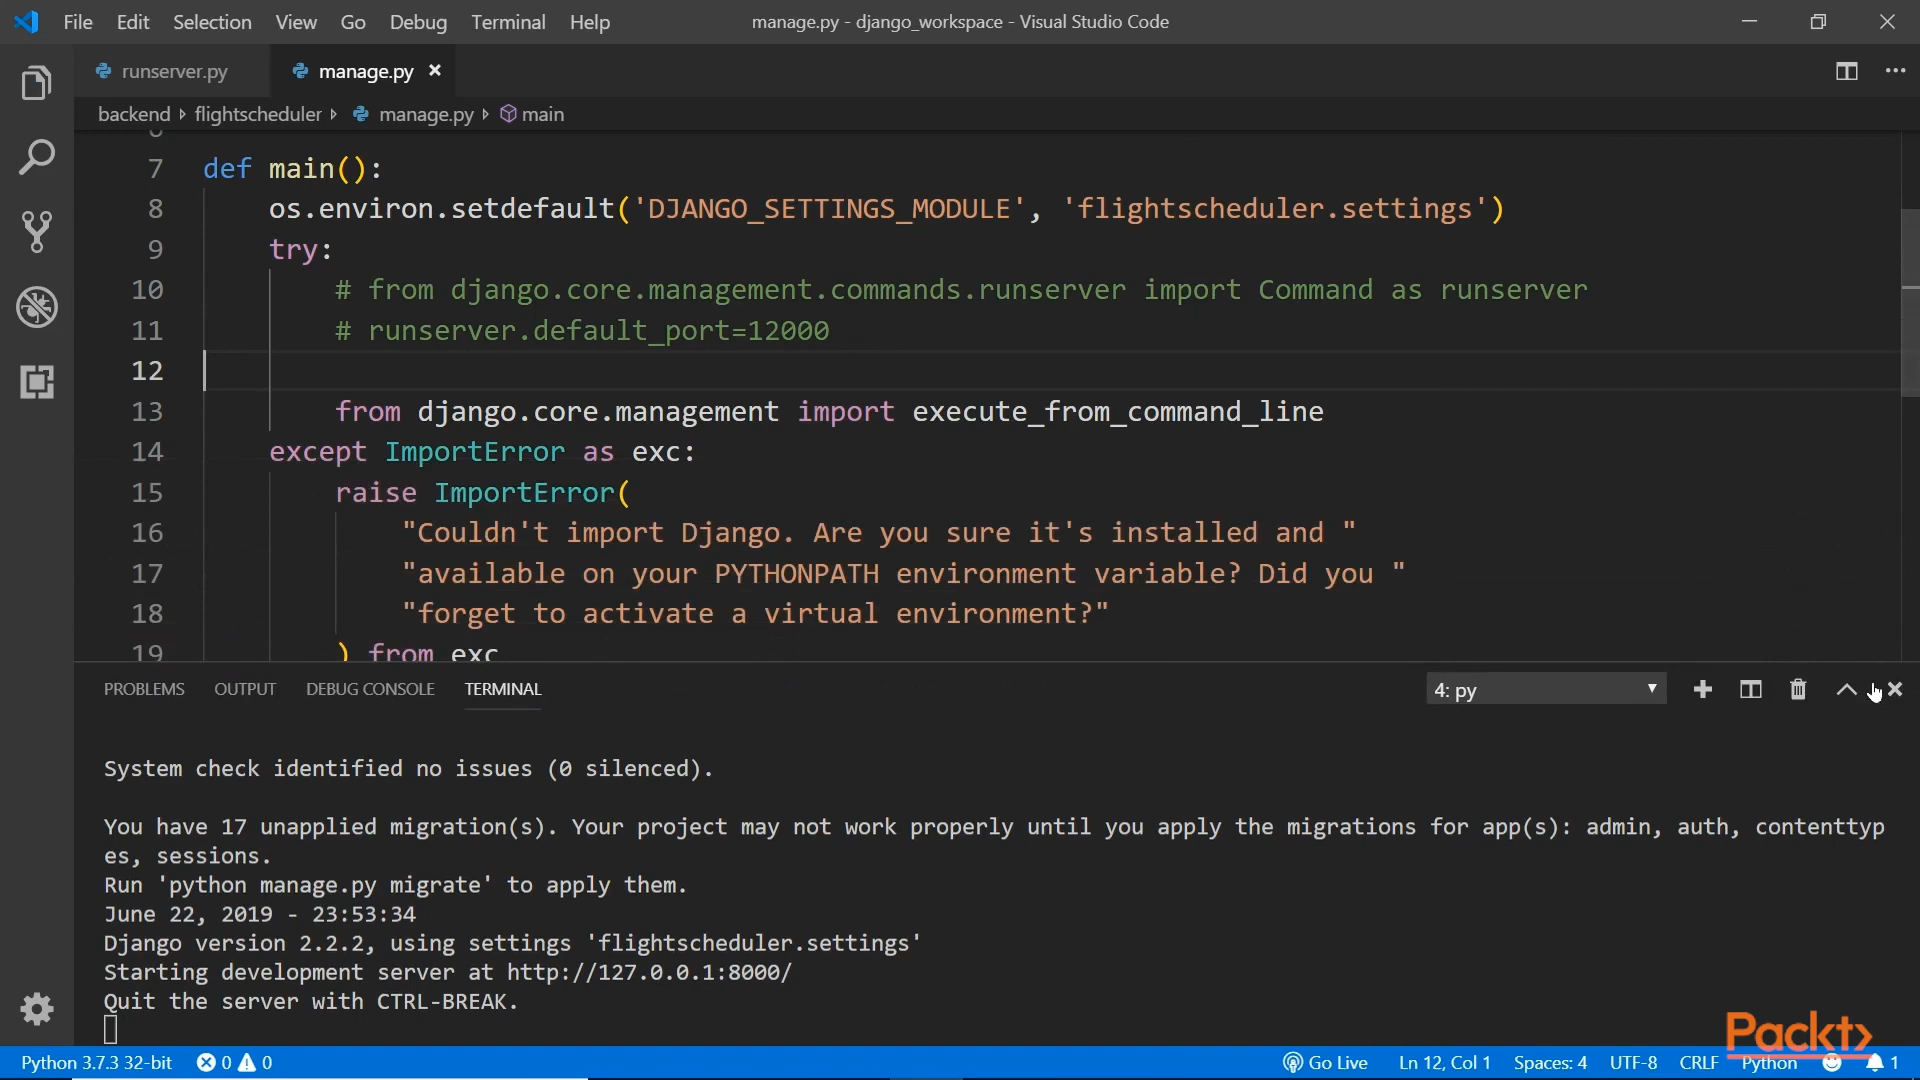 File Edit Selection View Go Debug Terminal Help manage.py - django_workspace - Visual Studio Code
runserver.py manage.py
backend flightscheduler manage.py main
6
7 def main():
8 os.environ.setdefault('DJANGO_SETTINGS_MODULE', 'flightscheduler.settings')
9 try:
10 # from django.core.management.commands.runserver import Command as runserver
11 # runserver.default_port=12000
12
13 from django.core.management import execute_from_command_line
14 except ImportError as exc:
15 raise ImportError(
16 "Couldn't import Django. Are you sure it's installed and "
17 "available on your PYTHONPATH environment variable? Did you "
18 "forget to activate a virtual environment?"
19 ) from exc
PROBLEMS OUTPUT DEBUG CONSOLE TERMINAL 4: py
System check identified no issues (0 silenced).
You have 17 unapplied migration(s). Your project may not work properly until you apply the migrations for app(s): admin, auth, contenttyp
es, sessions.
Run 'python manage.py migrate' to apply them.
June 22, 2019 - 23:53:34
Django version 2.2.2, using settings 'flightscheduler.settings'
Starting development server at http://127.0.0.1:8000/
Quit the server with CTRL-BREAK.
Packt>
Python 3.7.3 32-bit 0 0 Go Live Ln 12, Col 1 Spaces: 4 UTF-8 CRLF Python 1